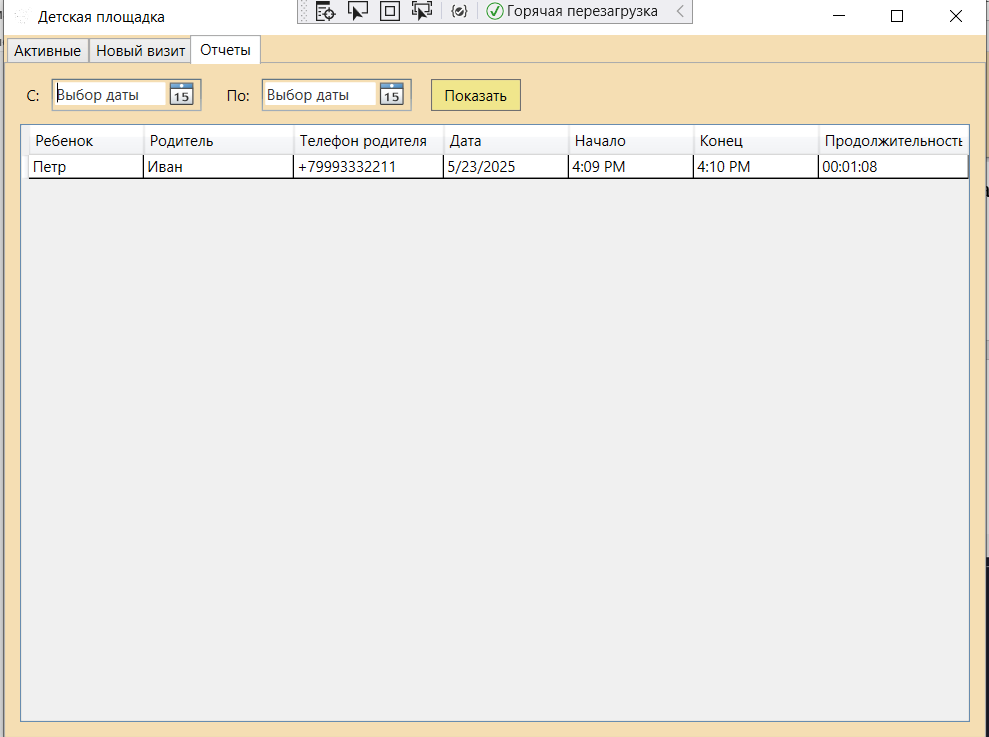 Детская площадка
Горячая перезагрузка
Активные Новый визит Отчеты
С: Выбор даты 15 По: Выбор даты 15 Показать
Ребенок Родитель Телефон родителя Дата Начало Конец Продолжительность
Петр Иван +79993332211 5/23/2025 4:09 PM 4:10 PM 00:01:08